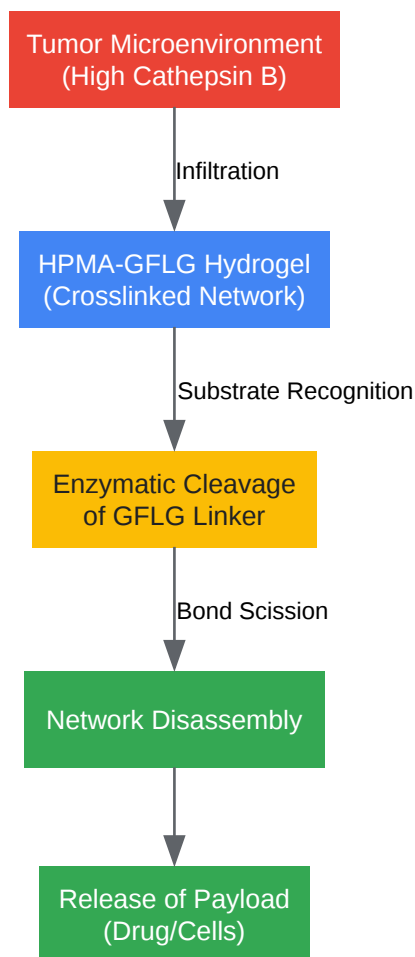 Tumor Microenvironment
(High Cathepsin B)
Infiltration
HPMA-GFLG Hydrogel
(Crosslinked Network)
Substrate Recognition
Enzymatic Cleavage
of GFLG Linker
Bond Scission
Network Disassembly
Release of Payload
(Drug/Cells)